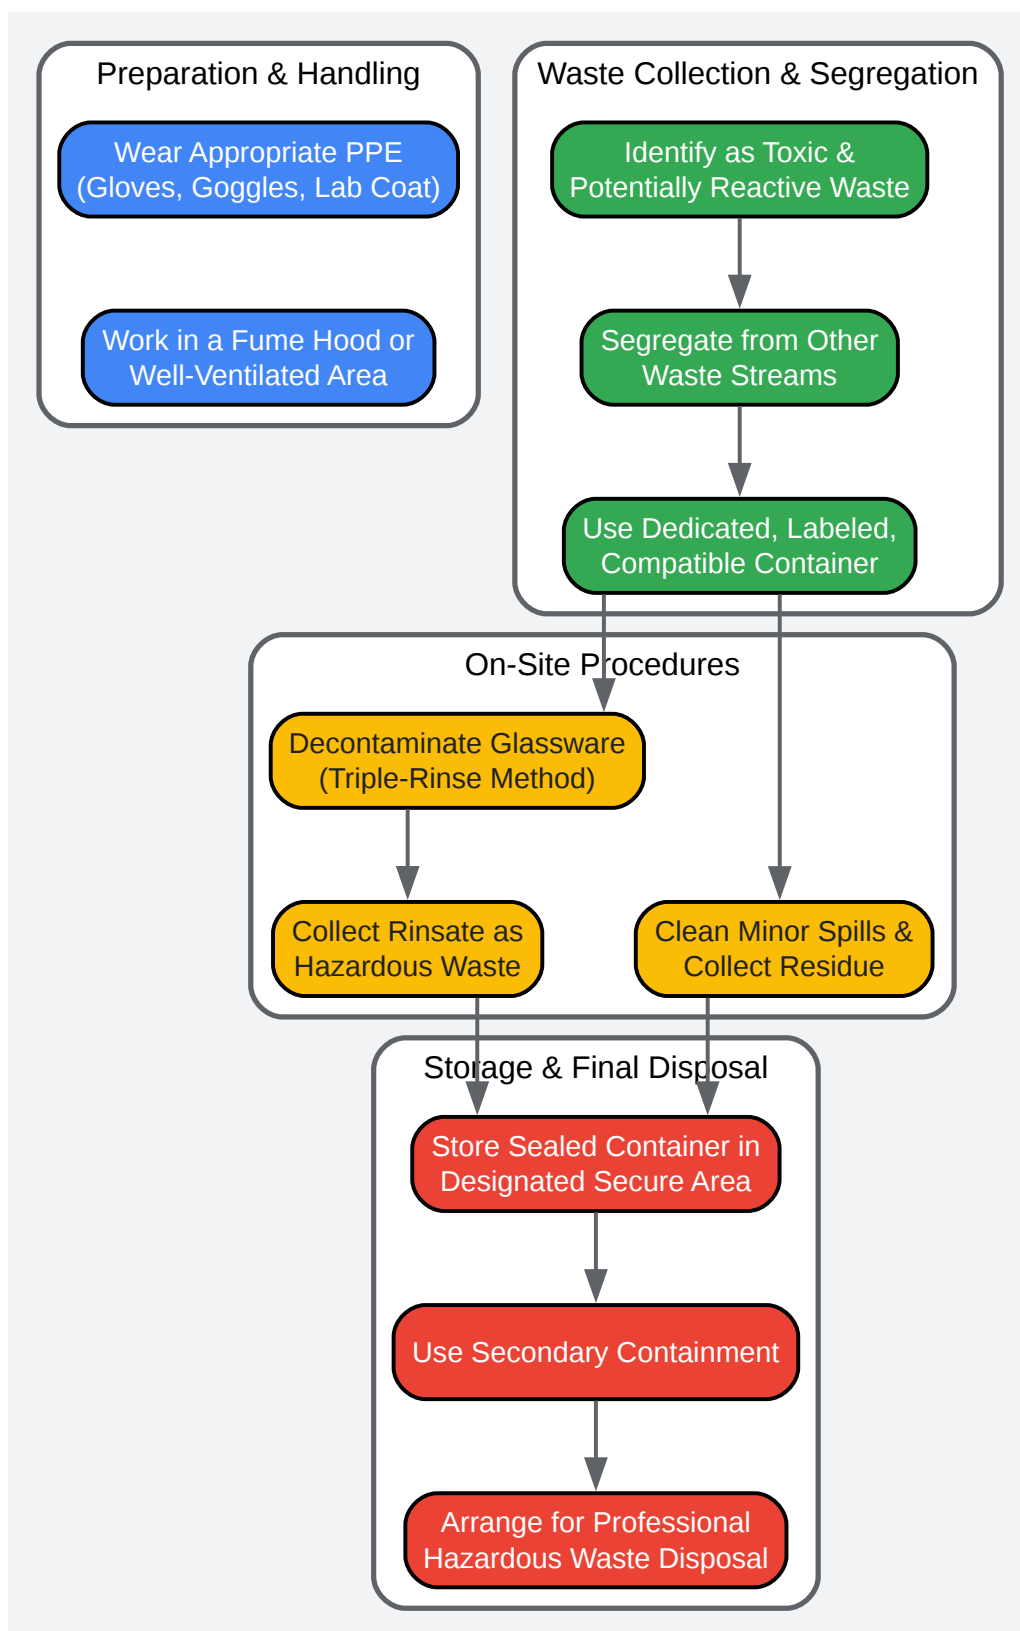 Preparation & Handling
Wear Appropriate PPE
(Gloves, Goggles, Lab Coat)
Work in a Fume Hood or
Well-Ventilated Area
Waste Collection & Segregation
Identify as Toxic &
Potentially Reactive Waste
Segregate from Other
Waste Streams
Use Dedicated, Labeled,
Compatible Container
On-Site Procedures
Decontaminate Glassware
(Triple-Rinse Method)
Collect Rinsate as
Hazardous Waste
Clean Minor Spills &
Collect Residue
Storage & Final Disposal
Store Sealed Container in
Designated Secure Area
Use Secondary Containment
Arrange for Professional
Hazardous Waste Disposal